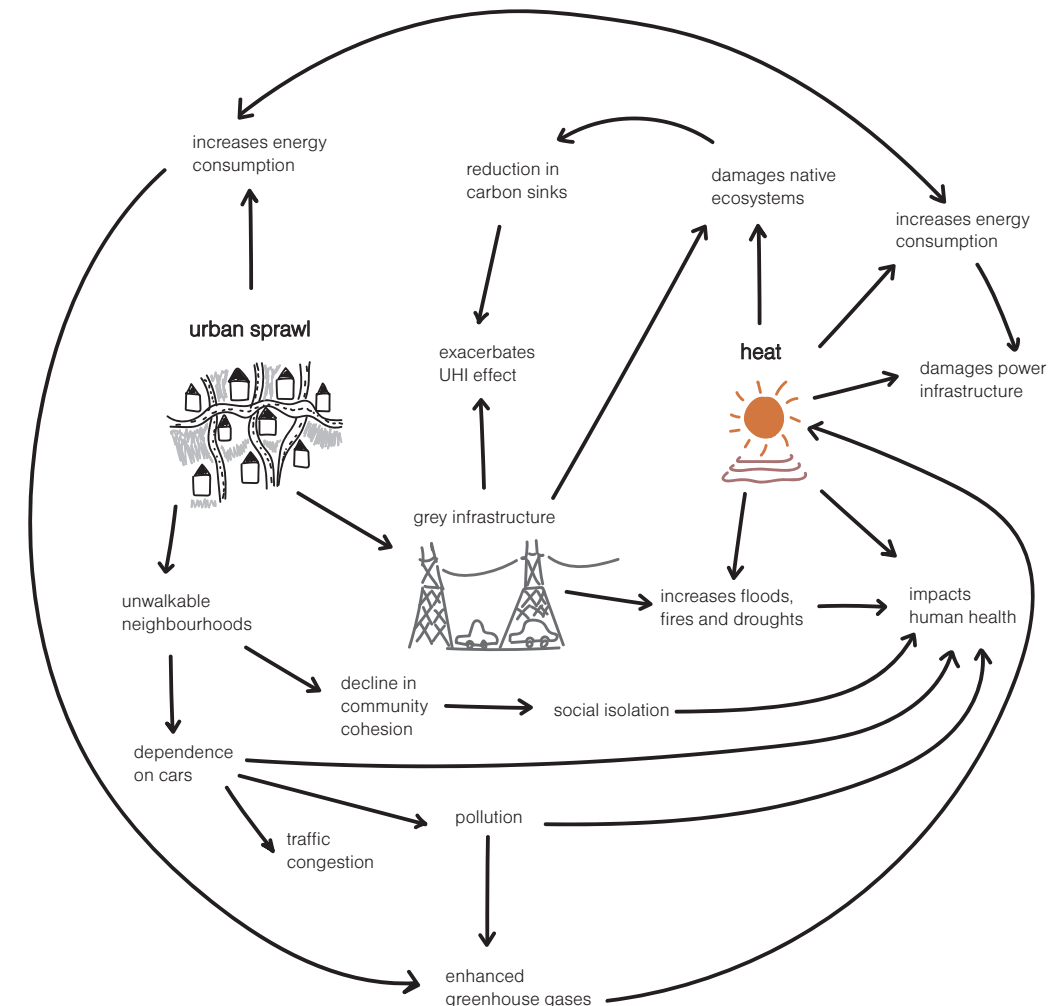 increases energy
consumption
reduction in
carbon sinks
damages native
ecosystems
increases energy
consumption
urban sprawl
exacerbates
UHI effect
heat
damages power
infrastructure
grey infrastructure
unwalkable
neighbourhoods
increases floods,
fires and droughts
impacts
human health
decline in
community
cohesion
social isolation
dependence
on cars
pollution
traffic
congestion
enhanced
greenhouse gases